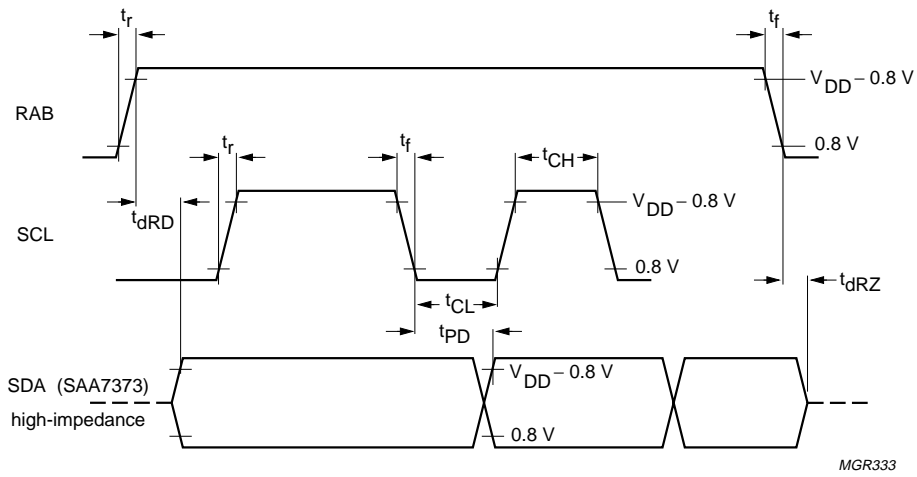 tr
tf
VDD – 0.8 V
RAB
0.8 V
tr
tf
tCH
VDD – 0.8 V
tdRD
SCL
0.8 V
tdRZ
tCL
tPD
VDD – 0.8 V
SDA (SAA7373)
high-impedance
0.8 V
MGR333